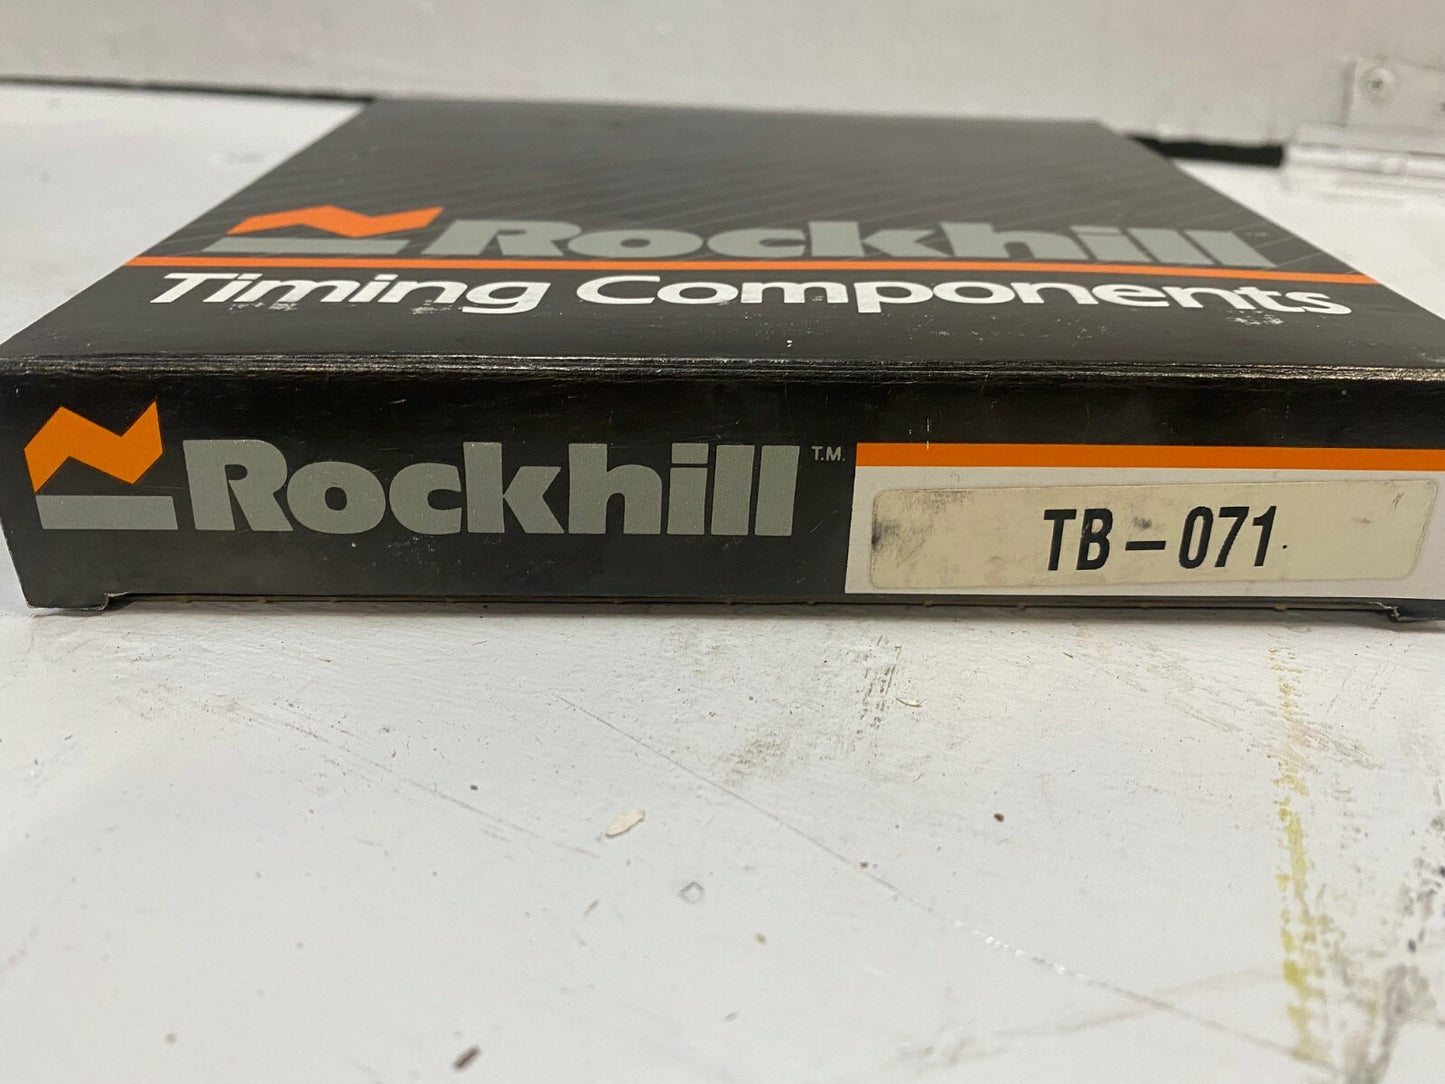 Rockhill
Timing Components
Rockhill T.M.
TB-071